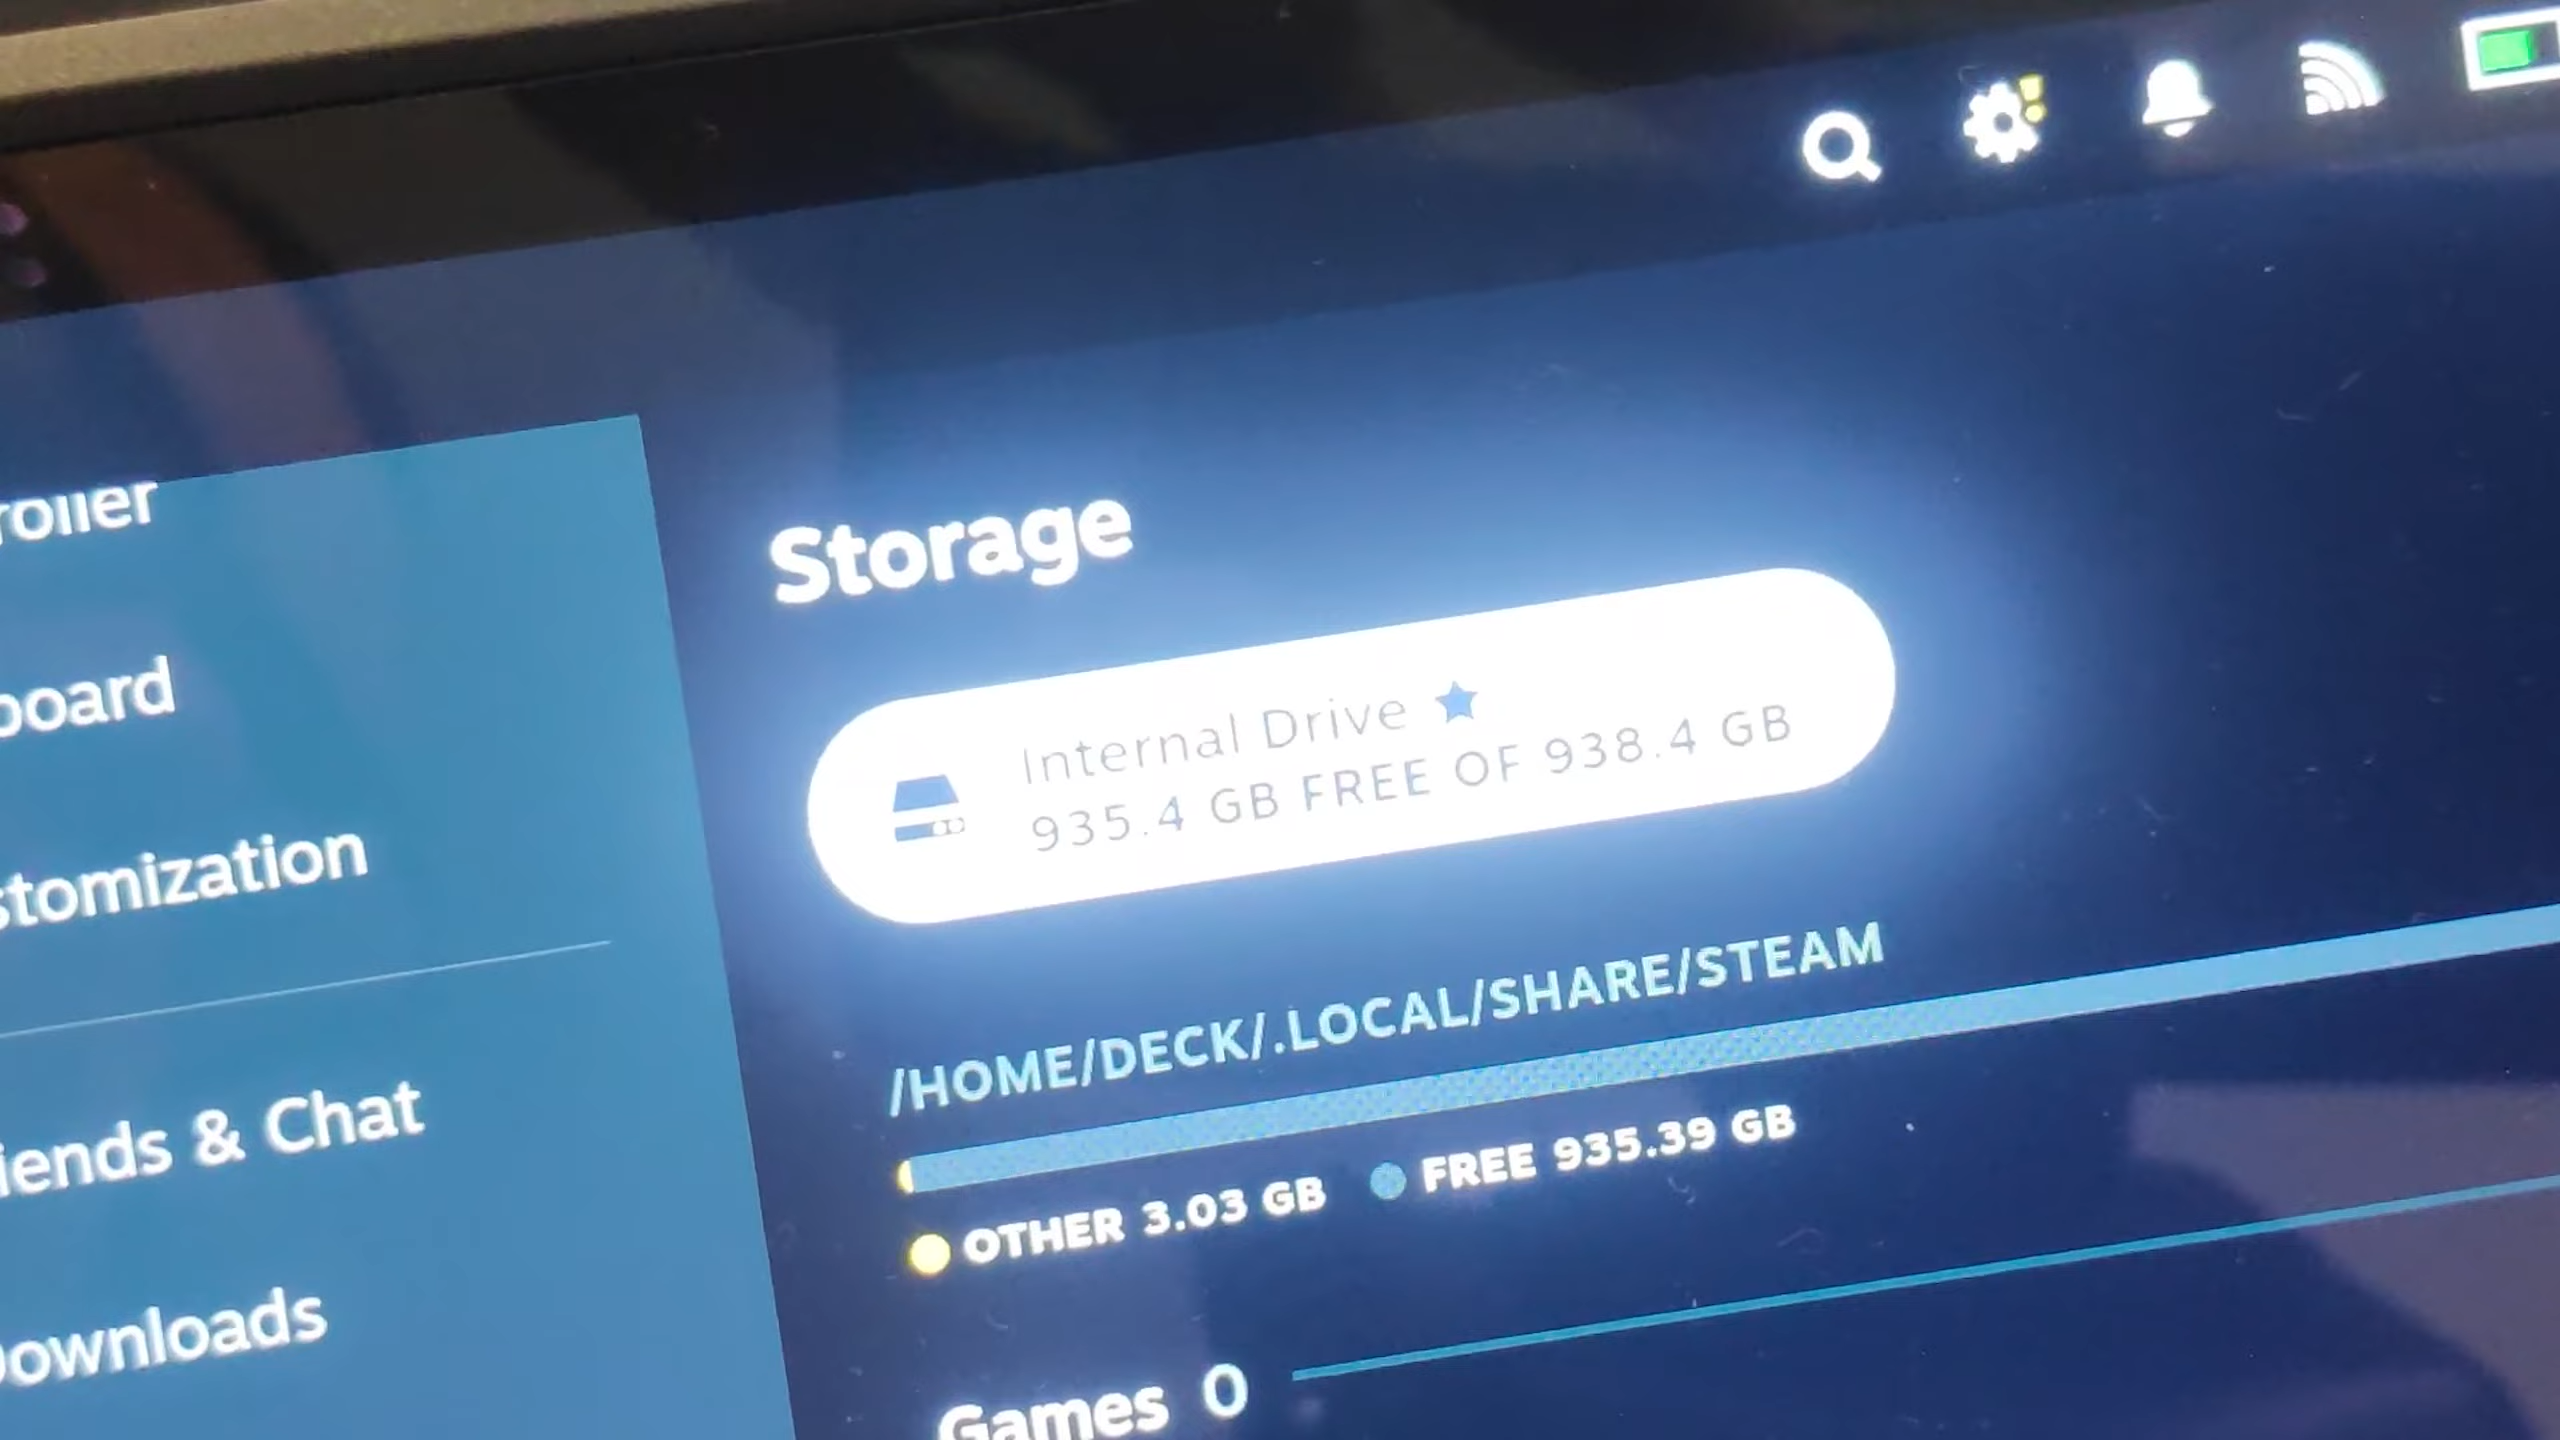 Storage
Internal Drive
935.4 GB FREE OF 938.4 GB
/HOME/DECK/.LOCAL/SHARE/STEAM
OTHER 3.03 GB FREE 935.39 GB
Games 0
roller
board
stomization
iends & Chat
ownloads